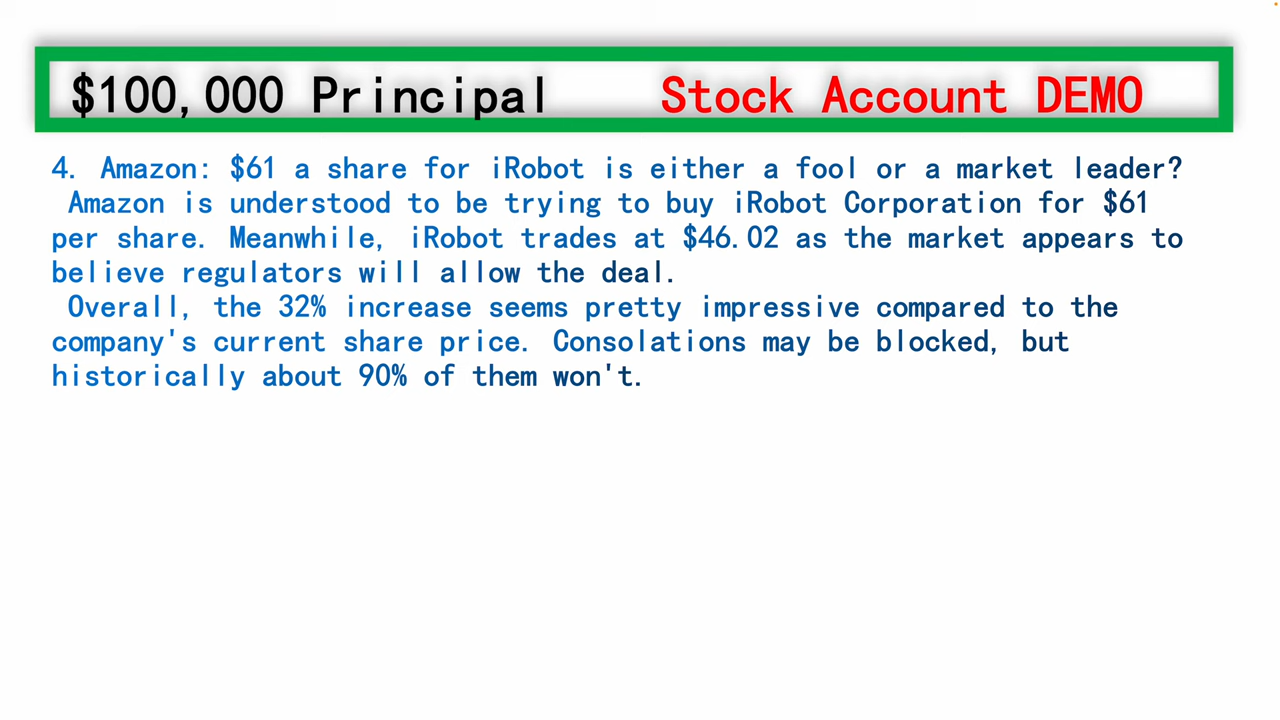 $100,000 Principal Stock Account DEMO
4. Amazon: $61 a share for iRobot is either a fool or a market leader?
Amazon is understood to be trying to buy iRobot Corporation for $61
per share. Meanwhile, iRobot trades at $46.02 as the market appears to
believe regulators will allow the deal.
Overall, the 32% increase seems pretty impressive compared to the
company's current share price. Consolations may be blocked, but
historically about 90% of them won't.